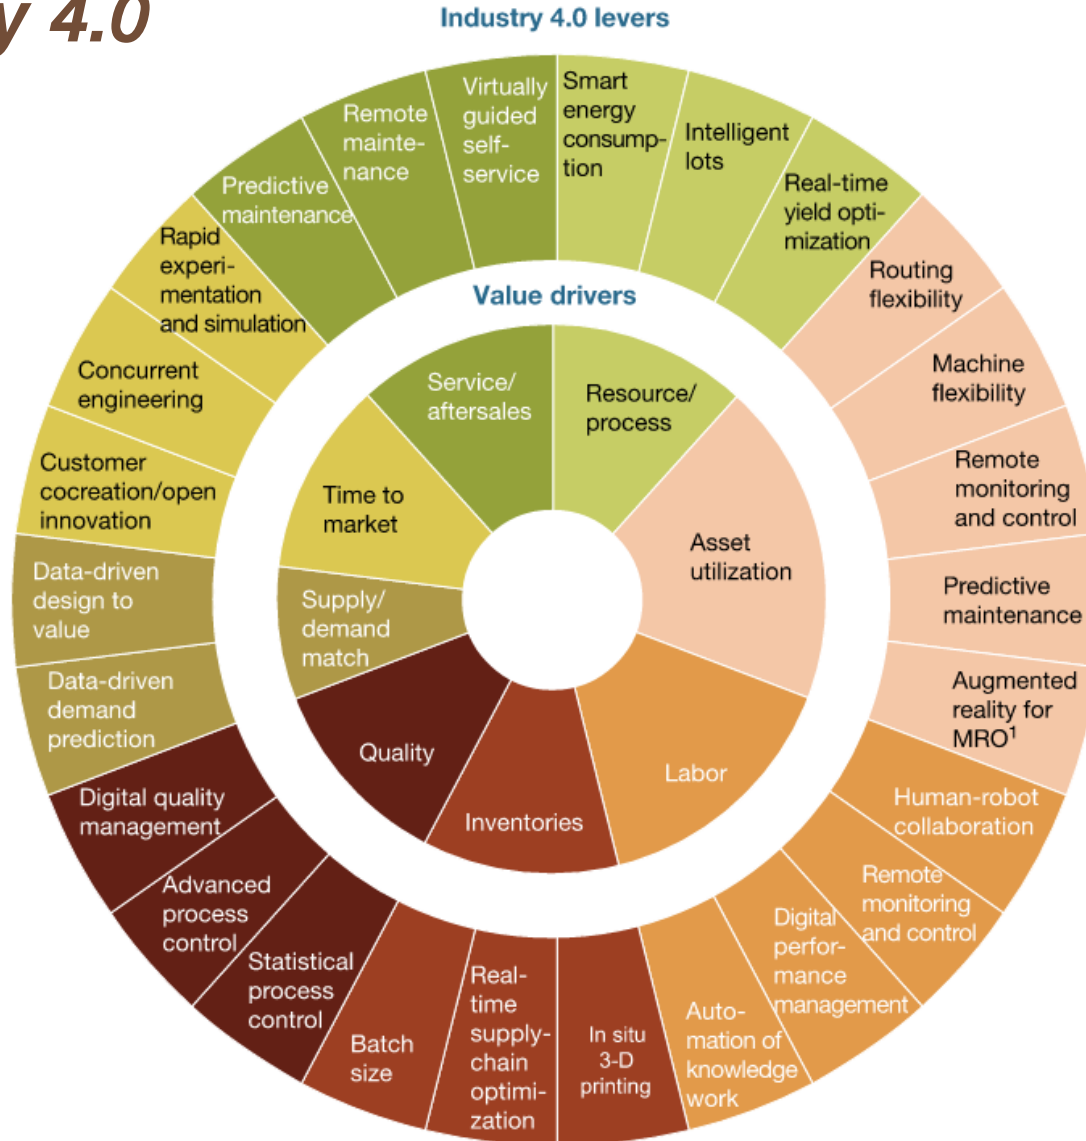 y 4.0
Industry 4.0 levers
Smart
energy
consump-
tion
Intelligent
lots
Real-time
yield opti-
mization
Routing
flexibility
Machine
flexibility
Remote
monitoring
and control
Predictive
maintenance
Augmented
reality for
MRO¹
Human-robot
collaboration
Remote
monitoring
and control
Digital
perfor-
mance
management
Auto-
mation of
knowledge
work
In situ
3-D
printing
Real-
time
supply-
chain
optimi-
zation
Batch
size
Statistical
process
control
Advanced
process
control
Digital quality
management
Data-driven
demand
prediction
Data-driven
design to
value
Customer
cocreation/open
innovation
Concurrent
engineering
Rapid
experi-
mentation
and simulation
Predictive
maintenance
Remote
mainte-
nance
Virtually
guided
self-
service
Value drivers
Resource/
process
Asset
utilization
Labor
Inventories
Quality
Supply/
demand
match
Time to
market
Service/
aftersales